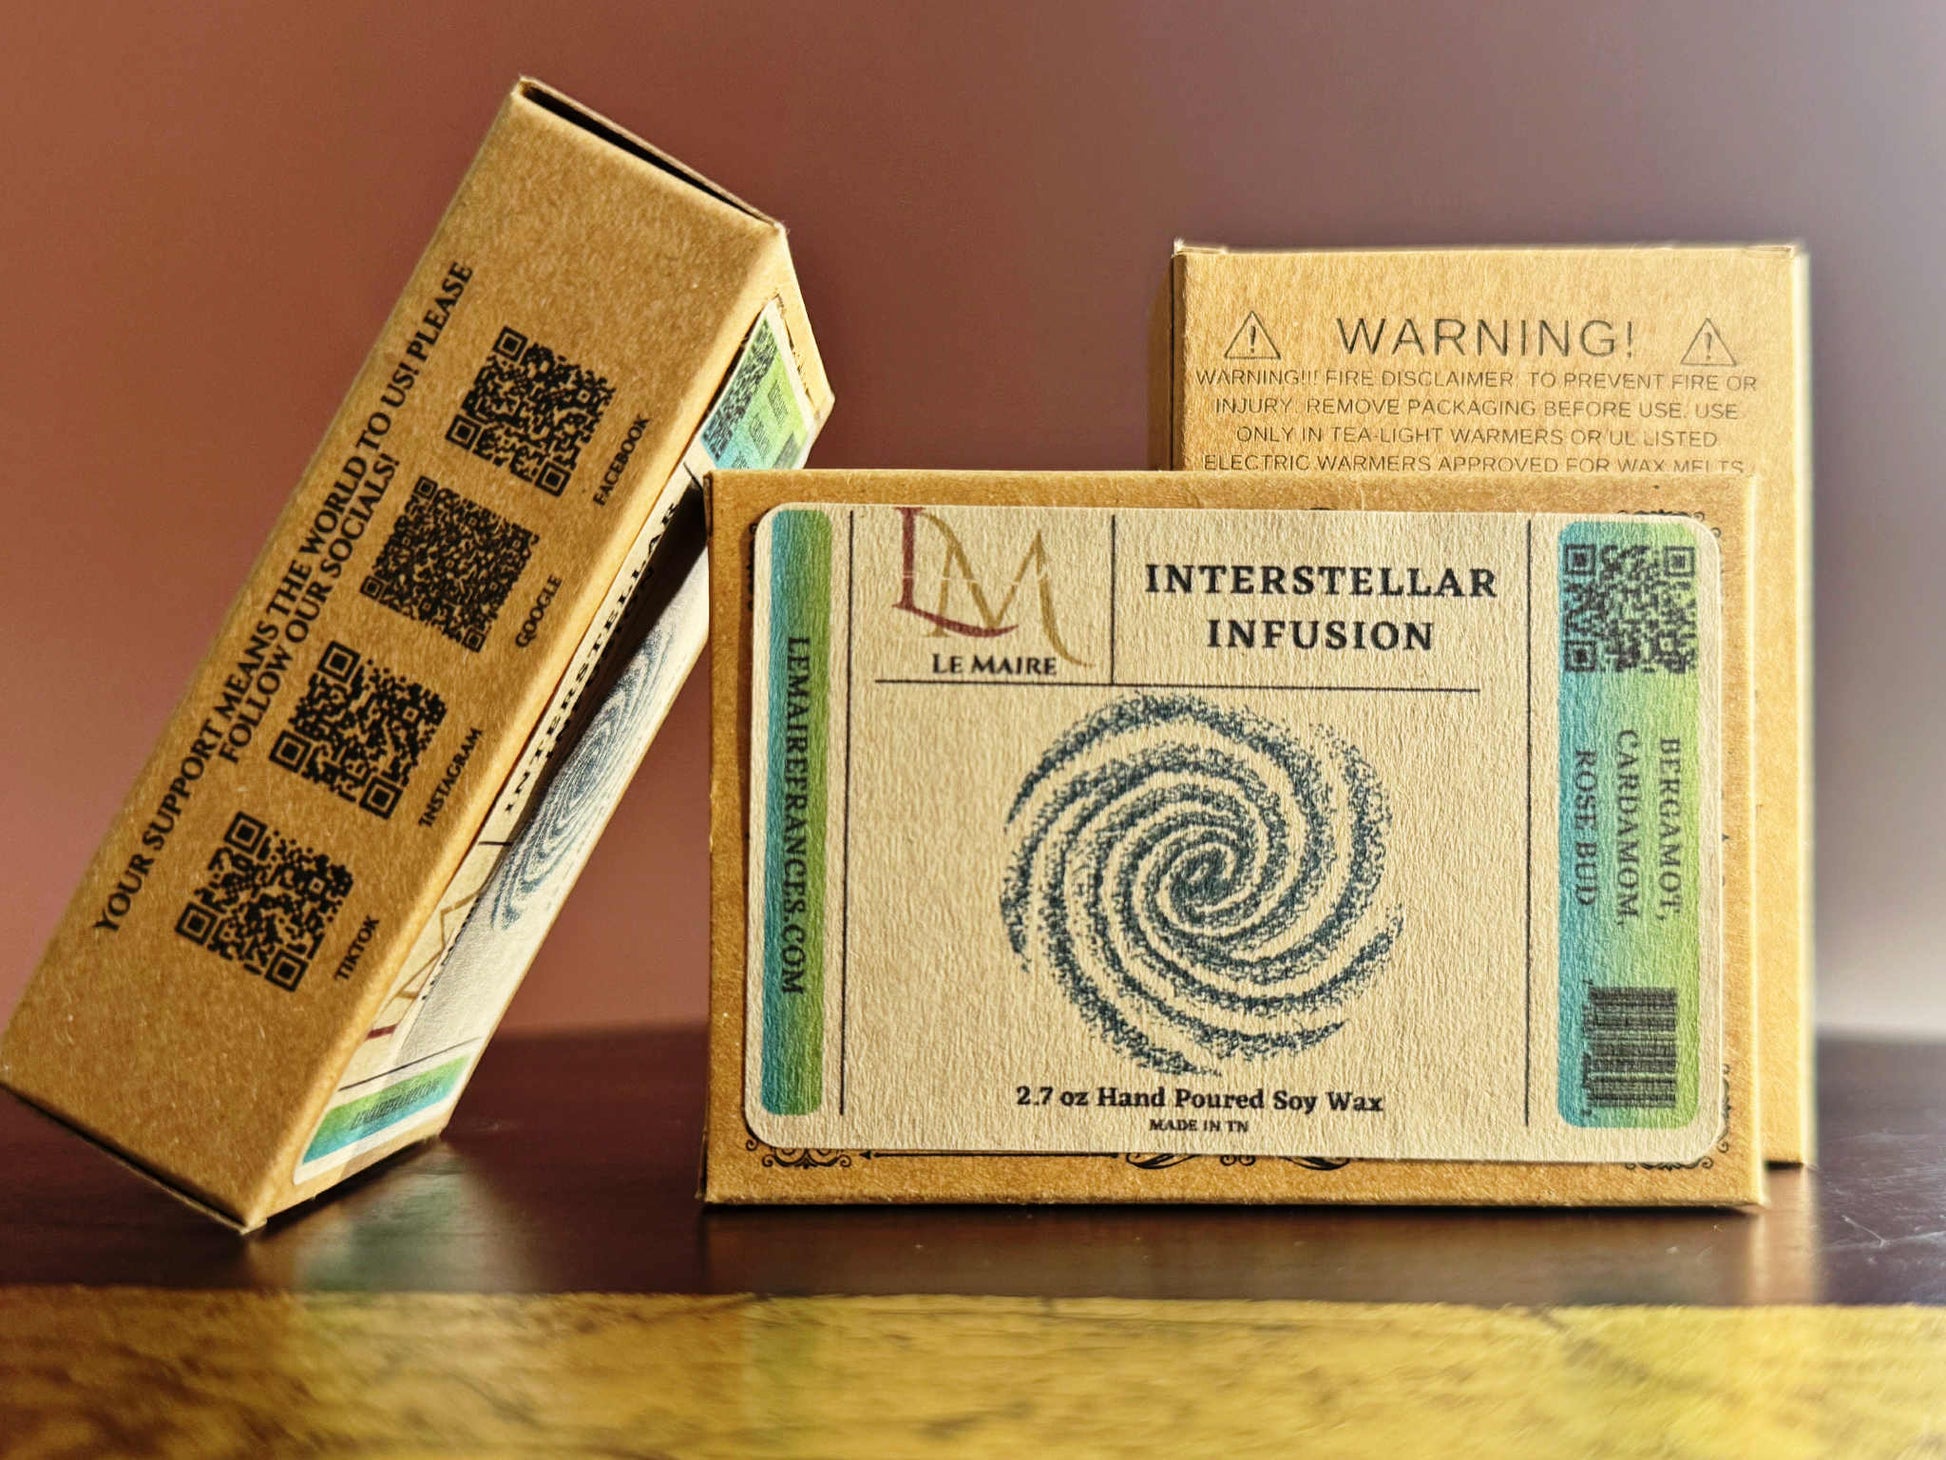 YOUR SUPPORT MEANS THE WORLD TO US! PLEASE
FOLLOW OUR SOCIALS!
FACEBOOK
GOOGLE
INSTAGRAM
TIKTOK
INTERSTELLAR
WARNING!
WARNING!!! FIRE DISCLAIMER: TO PREVENT FIRE OR
INJURY. REMOVE PACKAGING BEFORE USE. USE
ONLY IN TEA-LIGHT WARMERS OR UL LISTED
ELECTRIC WARMERS APPROVED FOR WAX MELTS.
LEMAIREFRANCES.COM
LM
LE MAIRE
INTERSTELLAR
INFUSION
2.7 oz Hand Poured Soy Wax
MADE IN TN
BERGAMOT,
CARDAMOM,
ROSE BUD